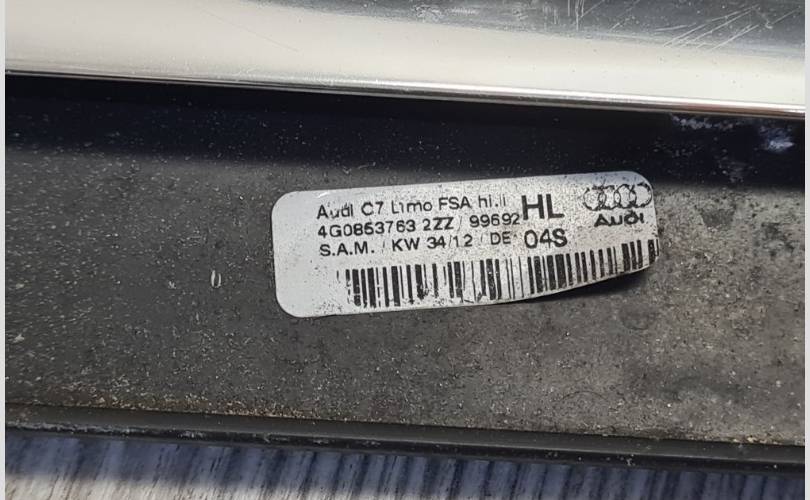 Audi C7 Limo FSA hi.li HL
4G0853763 2ZZ / 99692
S.A.M. / KW 34/12 / DE 04S
AUDI